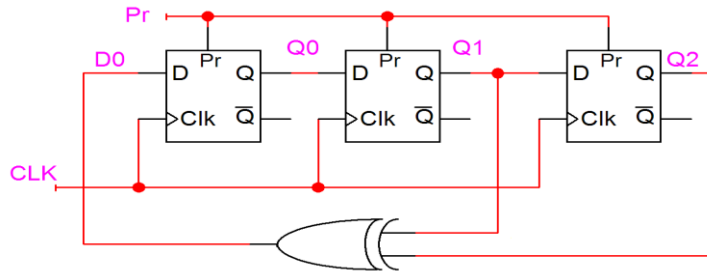 Pr
D0 Q0 Q1 Q2
D Pr Q D Pr Q D Pr Q
Clk Q̅ Clk Q̅ Clk Q̅
CLK